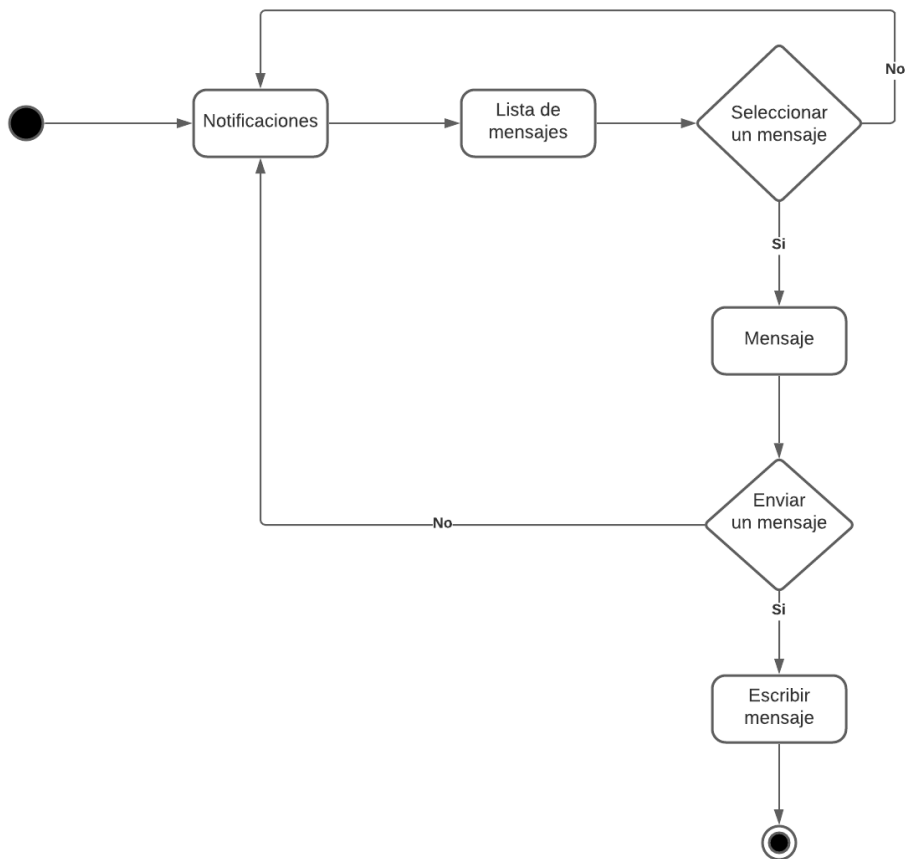 No
Notificaciones
Lista de
mensajes
Seleccionar
un mensaje
Si
Mensaje
Enviar
un mensaje
No
Si
Escribir
mensaje